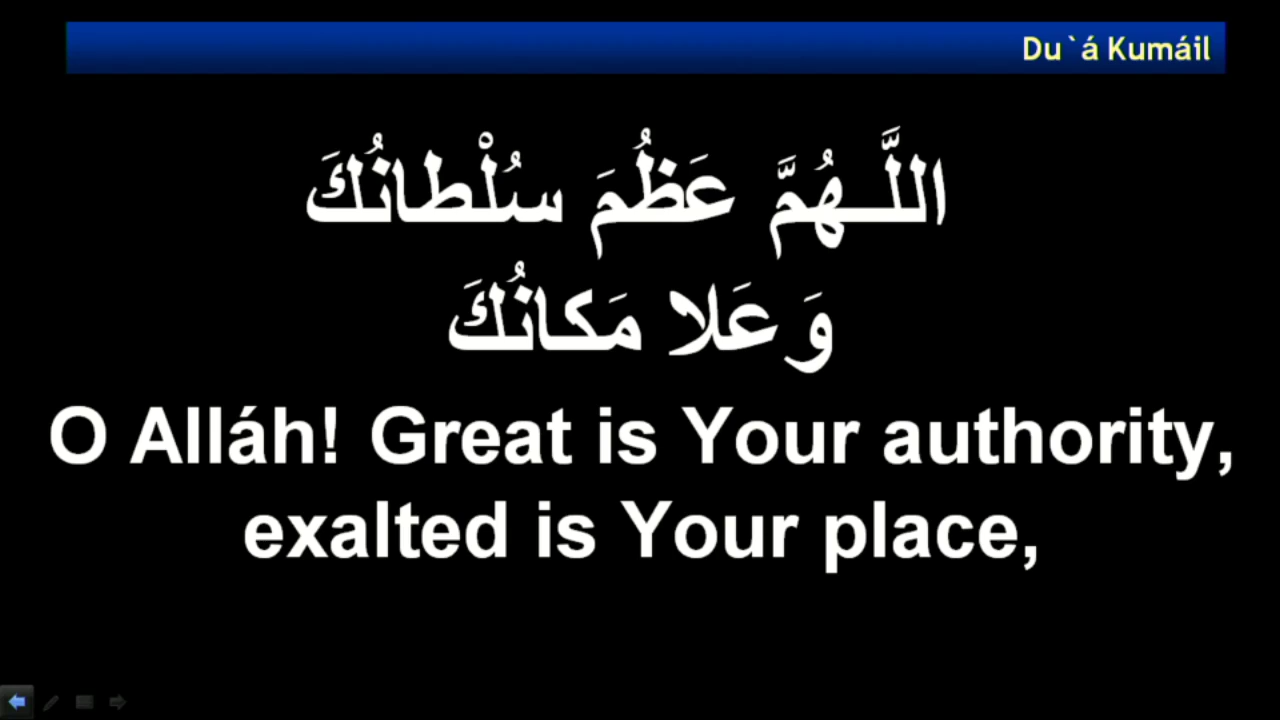 Du`á Kumáil
اللَّـهُمَّ عَظُمَ سُلْطانُكَ
وَعَلا مَكانُكَ
O Alláh! Great is Your authority,
exalted is Your place,